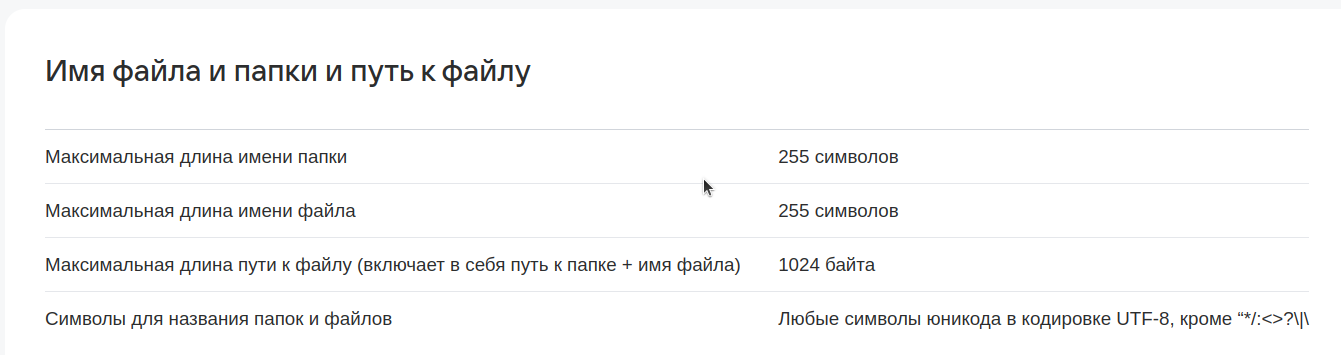 Имя файла и папки и путь к файлу
Максимальная длина имени папки 255 символов
Максимальная длина имени файла 255 символов
Максимальная длина пути к файлу (включает в себя путь к папке + имя файла) 1024 байта
Символы для названия папок и файлов Любые символы юникода в кодировке UTF-8, кроме “*/:<>?\|\